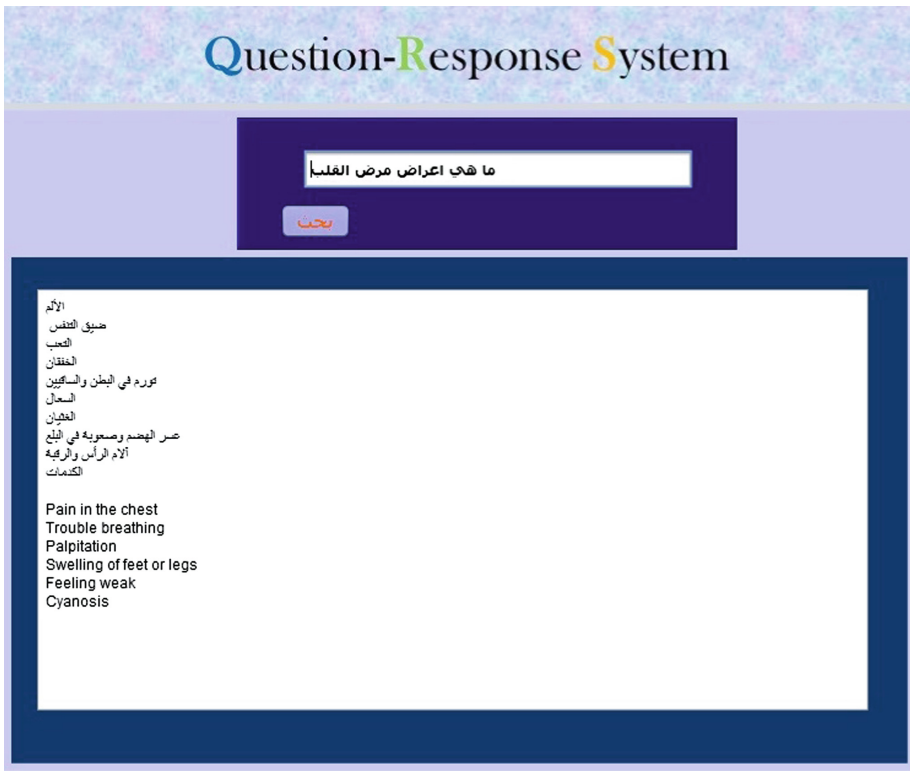 Question-Response System
ما هي اعراض مرض القلب
بحث
الألم
ضيق التنفس
التعب
الخفقان
تورم في البطن والساقيين
السعال
الغثيان
عسر الهضم وصعوبة في البلع
آلام الرأس والرقبة
الكدمات
Pain in the chest
Trouble breathing
Palpitation
Swelling of feet or legs
Feeling weak
Cyanosis